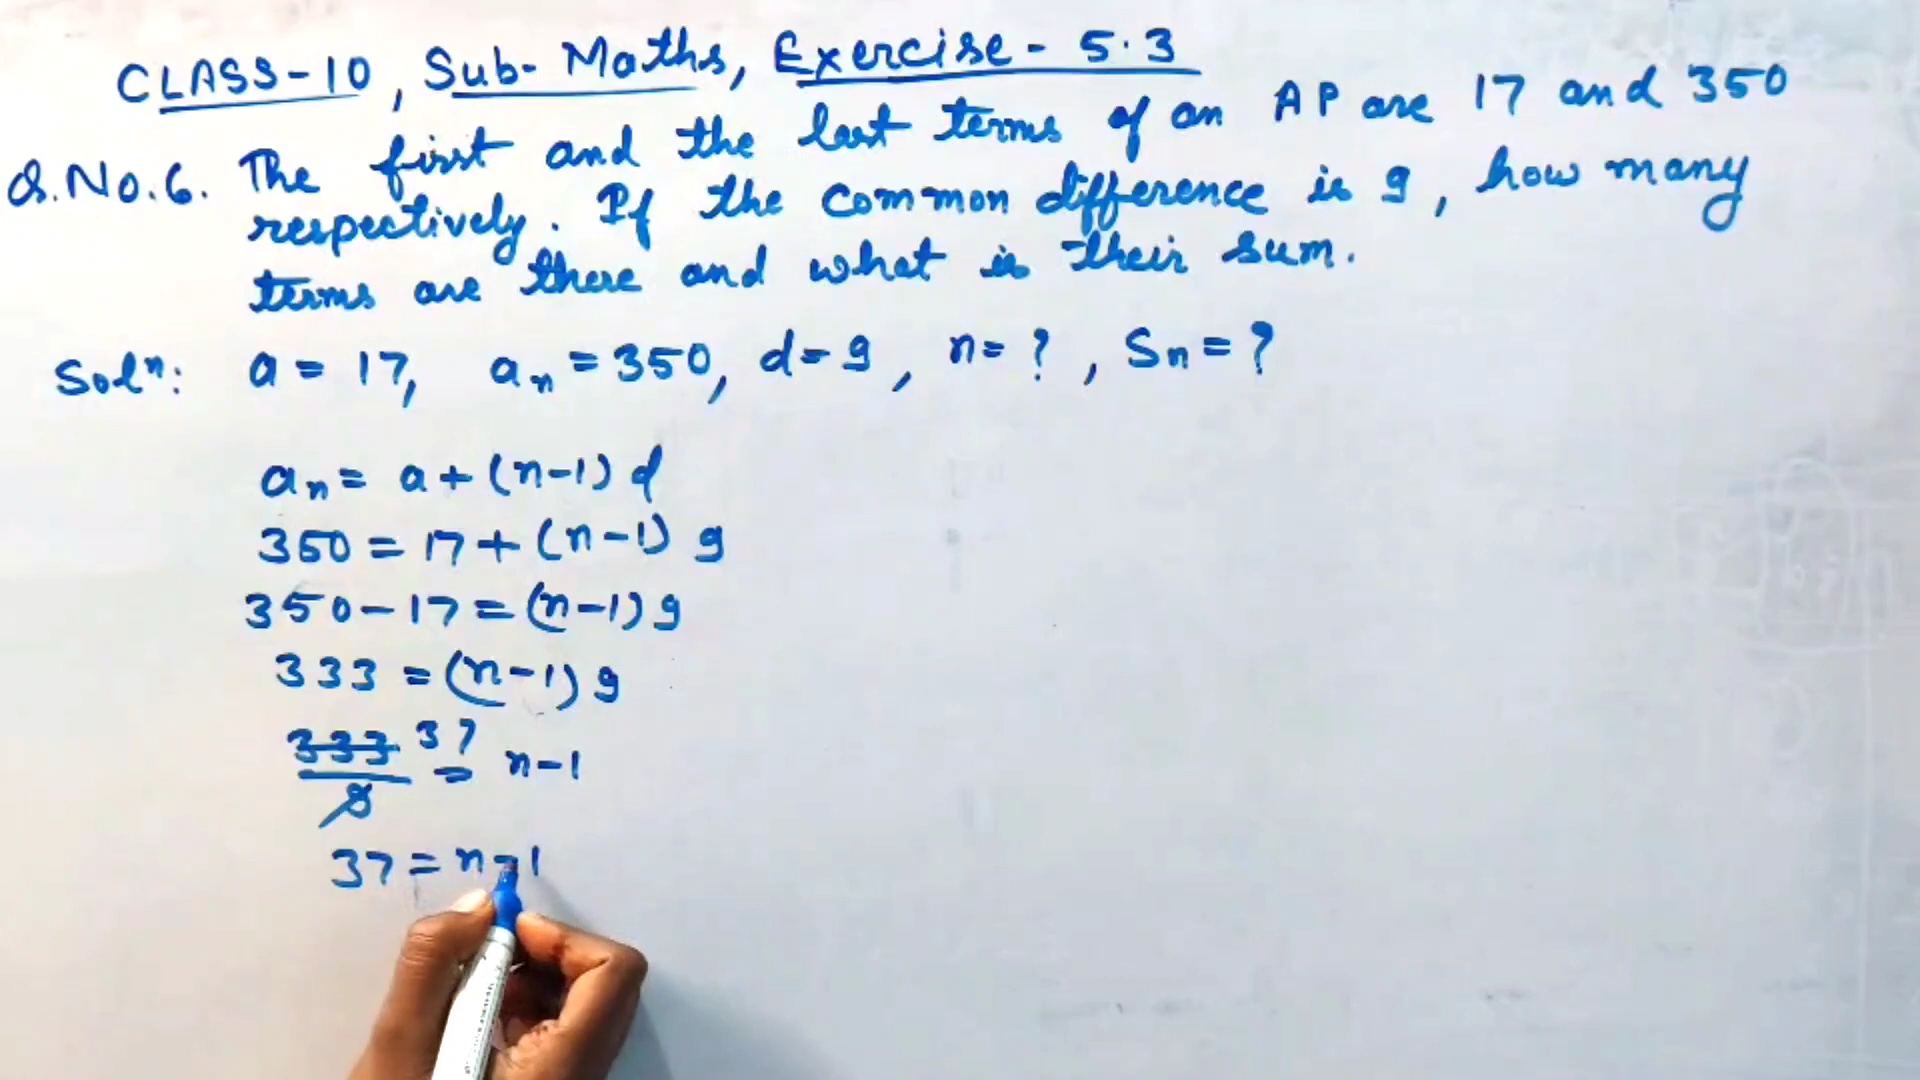 CLASS-10, Sub- Maths, Exercise - 5.3
Q.No.6. The first and the last terms of an AP are 17 and 350
respectively. If the common difference is 9, how many
terms are there and what is their sum.
Solⁿ: a = 17, aₙ = 350, d = 9, n = ?, Sₙ = ?
aₙ = a + (n-1) d
350 = 17 + (n-1) 9
350 - 17 = (n-1) 9
333 = (n-1) 9
333/9 37 = n-1
37 = n-1